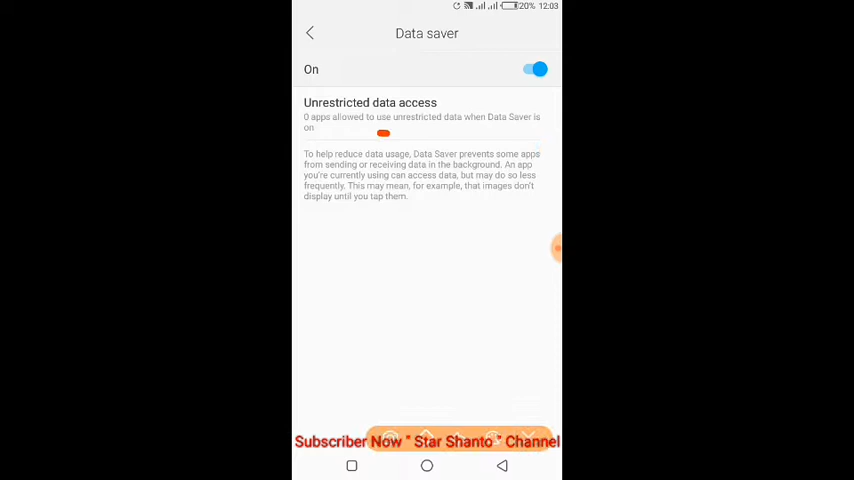 20% 12:03
Data saver
On
Unrestricted data access
0 apps allowed to use unrestricted data when Data Saver is
on
To help reduce data usage, Data Saver prevents some apps
from sending or receiving data in the background. An app
you're currently using can access data, but may do so less
frequently. This may mean, for example, that images don't
display until you tap them.
Subscriber Now " Star Shanto " Channel